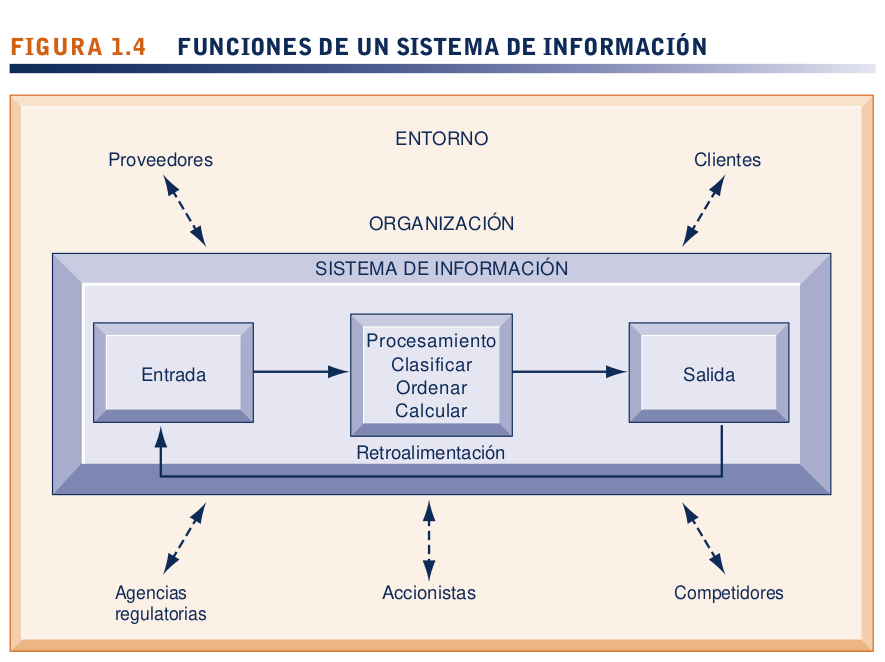 FIGURA 1.4 FUNCIONES DE UN SISTEMA DE INFORMACIÓN
ENTORNO
Proveedores
Clientes
ORGANIZACIÓN
SISTEMA DE INFORMACIÓN
Entrada
Procesamiento
Clasificar
Ordenar
Calcular
Salida
Retroalimentación
Agencias
regulatorias
Accionistas
Competidores